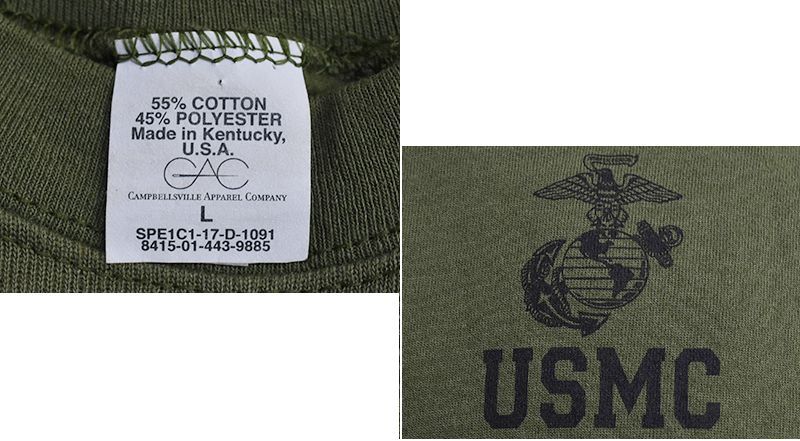 55% COTTON
45% POLYESTER
Made in Kentucky,
U.S.A.
CAC
CAMPBELLSVILLE APPAREL COMPANY
L
SPE1C1-17-D-1091
8415-01-443-9885
USMC